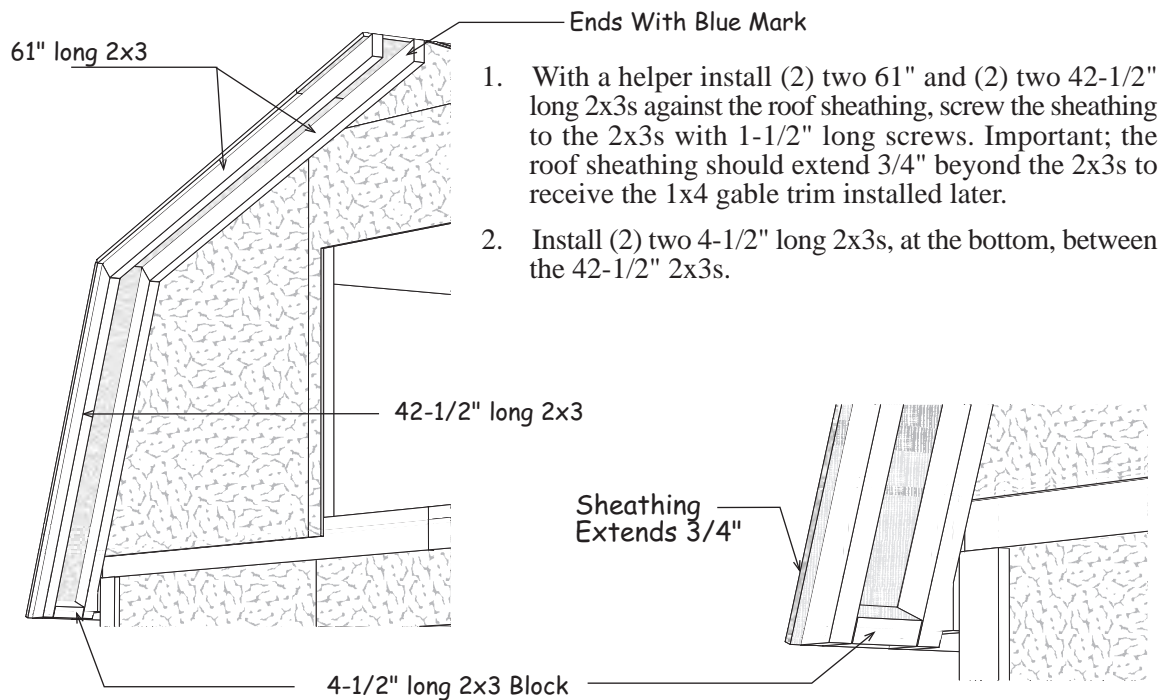 Ends With Blue Mark
61" long 2x3
1. With a helper install (2) two 61" and (2) two 42-1/2"
long 2x3s against the roof sheathing, screw the sheathing
to the 2x3s with 1-1/2" long screws. Important; the
roof sheathing should extend 3/4" beyond the 2x3s to
receive the 1x4 gable trim installed later.
2. Install (2) two 4-1/2" long 2x3s, at the bottom, between
the 42-1/2" 2x3s.
42-1/2" long 2x3
Sheathing
Extends 3/4"
4-1/2" long 2x3 Block